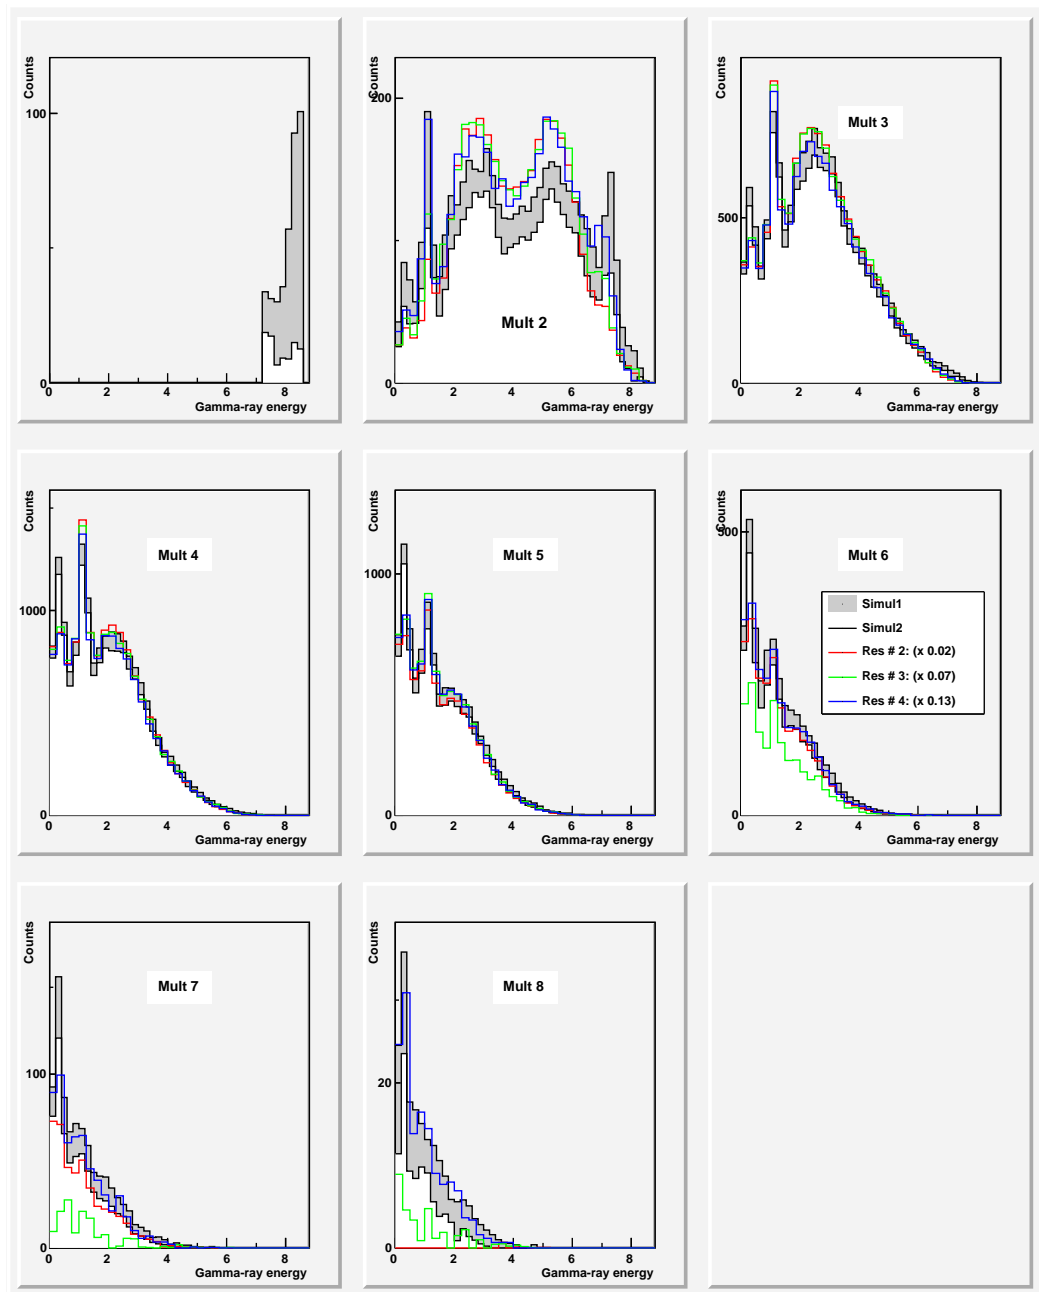 Counts
100
0
0 2 4 6 8
Gamma-ray energy
Counts
200
Mult 2
0
0 2 4 6 8
Gamma-ray energy
Counts
Mult 3
500
0
0 2 4 6 8
Gamma-ray energy
Counts
Mult 4
1000
0
0 2 4 6 8
Gamma-ray energy
Counts
Mult 5
1000
0
0 2 4 6 8
Gamma-ray energy
Counts
500
Mult 6
Simul1
Simul2
Res # 2: (x 0.02)
Res # 3: (x 0.07)
Res # 4: (x 0.13)
0
0 2 4 6 8
Gamma-ray energy
Counts
Mult 7
100
0
0 2 4 6 8
Gamma-ray energy
Counts
Mult 8
20
0
0 2 4 6 8
Gamma-ray energy